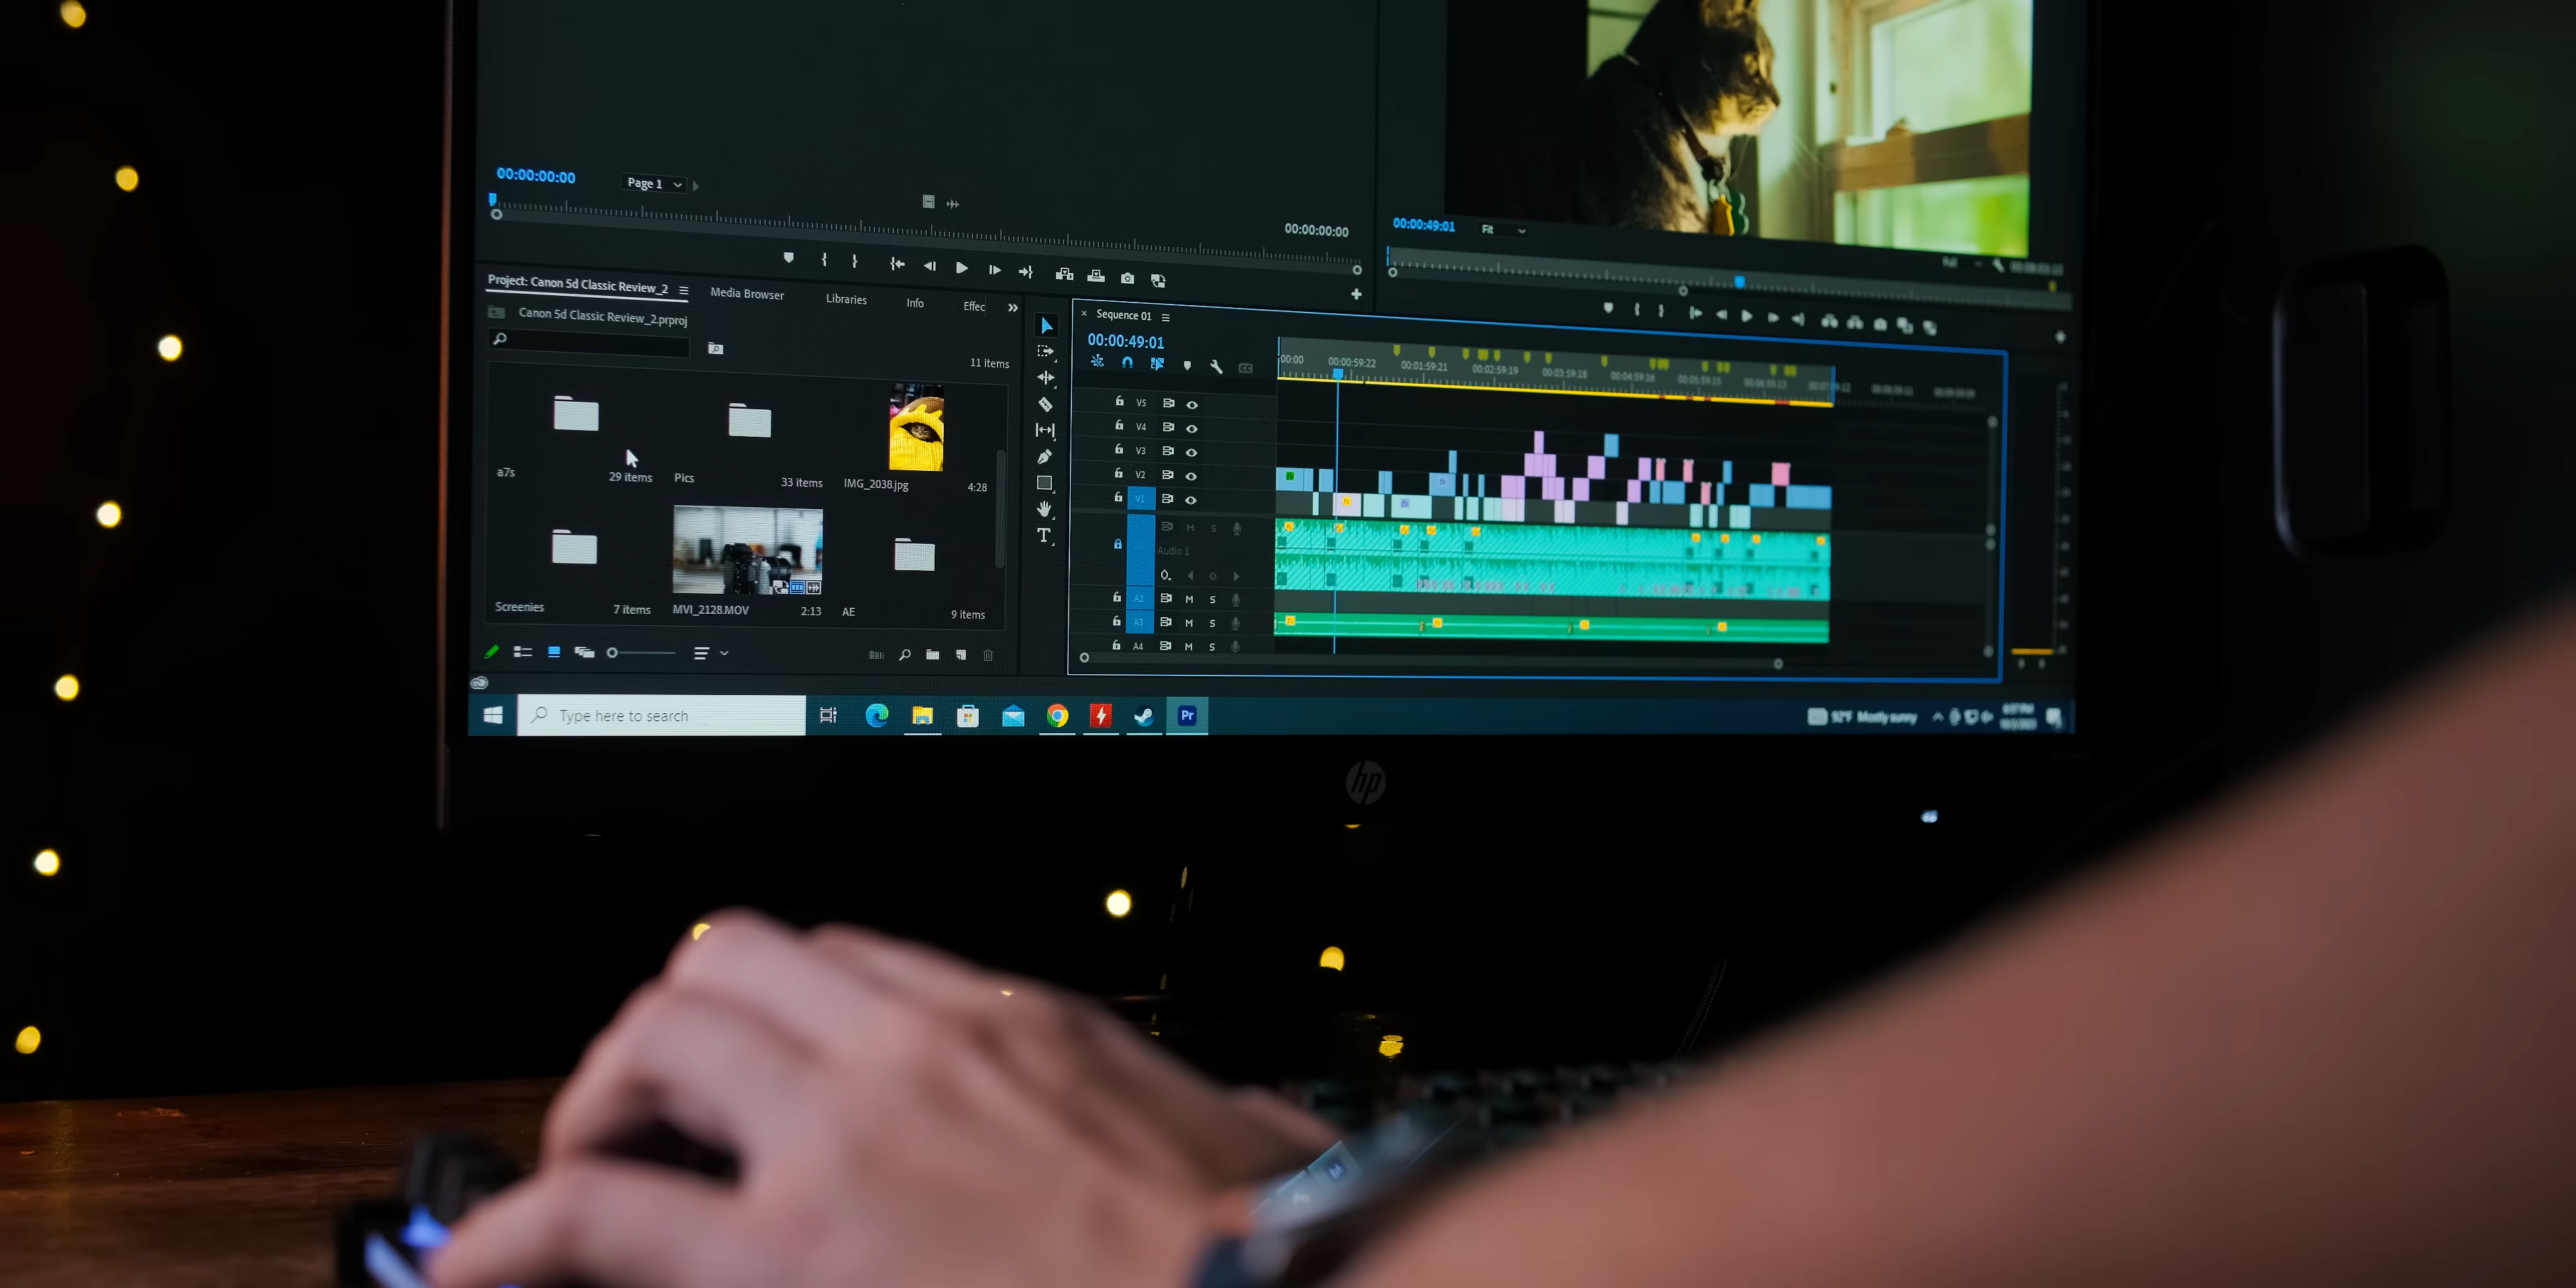 00:00:00:00
Page 1
00:00:00:00
00:00:49:01
Fit
Full
Project: Canon 5d Classic Review_2
Media Browser
Libraries
Info
Effec
Canon 5d Classic Review_2.prproj
11 Items
a7s
29 items
Pics
33 items
IMG_2038.jpg
4:28
Screenies
7 items
MVI_2128.MOV
2:13
AE
9 items
T
× Sequence 01
00:00:49:01
CC
:00:00
00:00:59:22
00:01:59:21
00:02:59:19
00:03:59:18
00:04:59:16
00:05:59:15
00:06:59:13
V5
V4
V3
V2
V1
M S
Audio 1
A2 M S
A3 M S
A4 M S
Type here to search
Pr
92°F Mostly sunny
hp